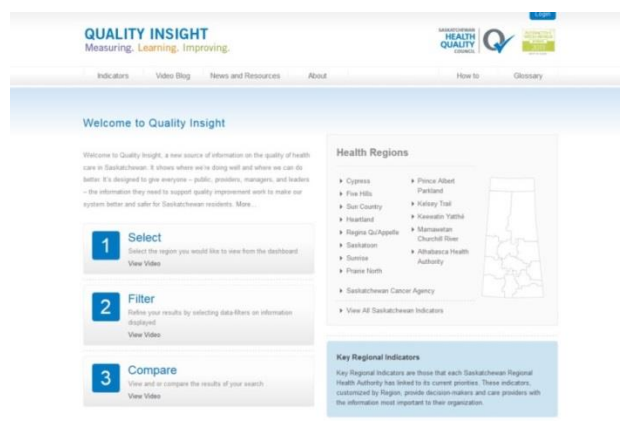 Login
QUALITY INSIGHT
Measuring. Learning. Improving.
SASKATCHEWAN
HEALTH
QUALITY
COUNCIL
Indicators
Video Blog
News and Resources
About
How to
Glossary
Welcome to Quality Insight
Welcome to Quality Insight, a new source of information on the quality of health
care in Saskatchewan. It shows where we're doing well and where we can do
better. It's designed to give everyone – public, providers, managers, and leaders
– the information they need to support quality improvement work to make our
system better and safer for Saskatchewan residents. More...
1
Select
Select the region you would like to view from the dashboard
View Video
2
Filter
Refine your results by selecting data-filters on information
displayed
View Video
3
Compare
View and or compare the results of your search
View Video
Health Regions
Cypress
Five Hills
Sun Country
Heartland
Regina Qu'Appelle
Saskatoon
Sunrise
Prairie North
Prince Albert
Parkland
Kelsey Trail
Keewatin Yatthé
Mamawetan
Churchill River
Athabasca Health
Authority
Saskatchewan Cancer Agency
View All Saskatchewan Indicators
Key Regional Indicators
Key Regional Indicators are those that each Saskatchewan Regional
Health Authority has linked to its current priorities. These indicators,
customized by Region, provide decision-makers and care providers with
the information most important to their organization.